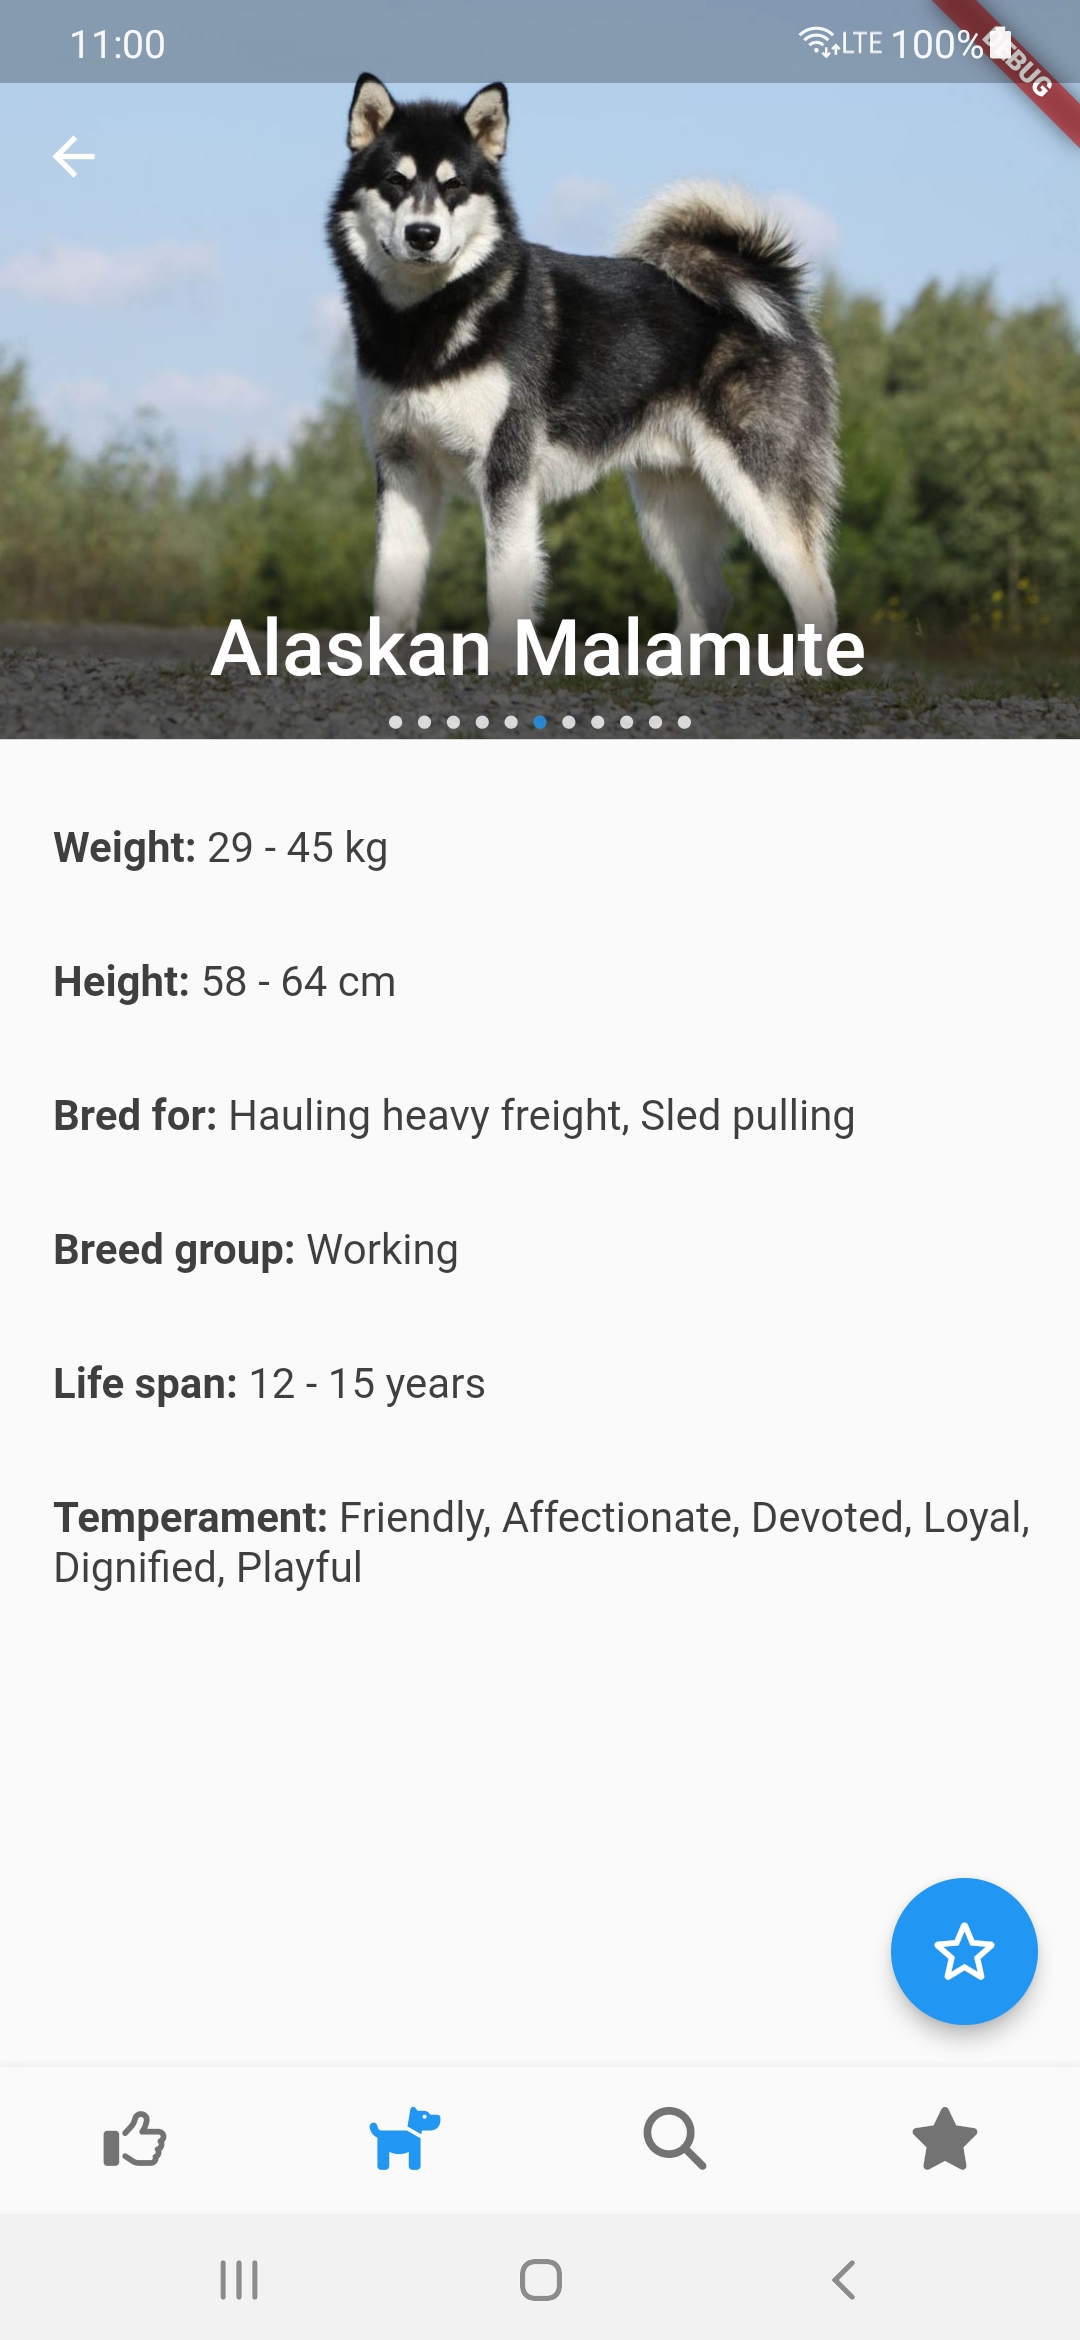 11:00
LTE 100%
DEBUG
Alaskan Malamute
Weight: 29 - 45 kg
Height: 58 - 64 cm
Bred for: Hauling heavy freight, Sled pulling
Breed group: Working
Life span: 12 - 15 years
Temperament: Friendly, Affectionate, Devoted, Loyal,
Dignified, Playful